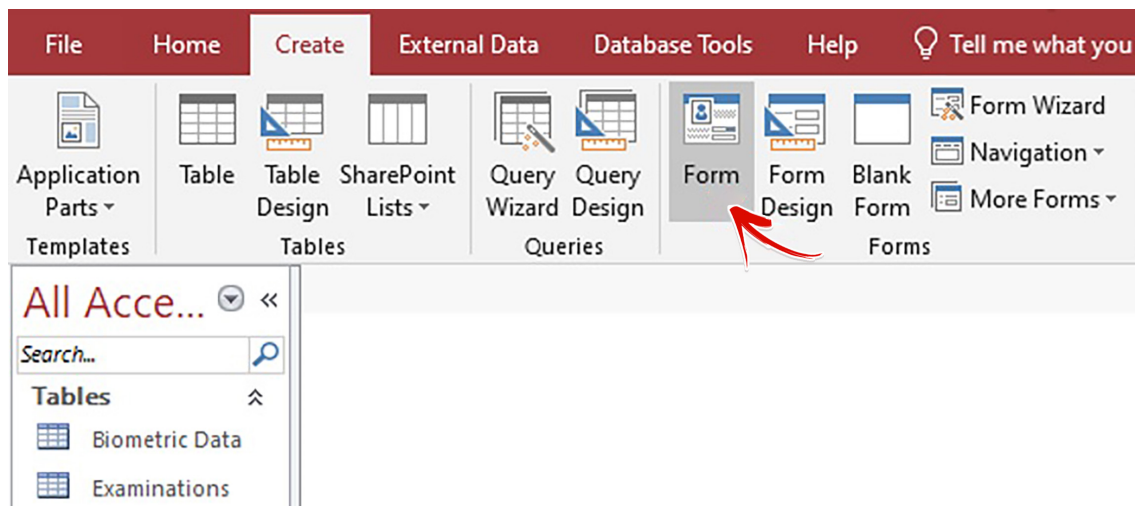 File Home Create External Data Database Tools Help Tell me what you
Application Parts Table Table Design SharePoint Lists Query Wizard Query Design Form Form Design Blank Form Form Wizard
Navigation
More Forms
Templates Tables Queries Forms
All Acce... «
Search...
Tables
Biometric Data
Examinations